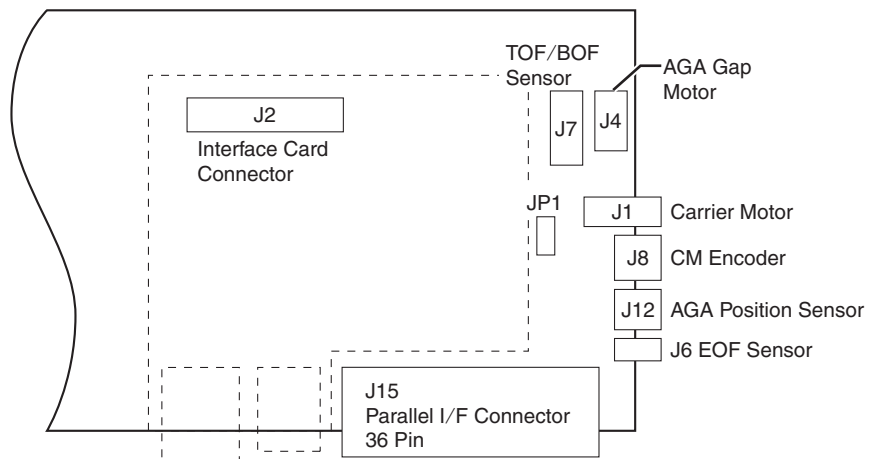 TOF/BOF
Sensor
AGA Gap
Motor
J2
J7
J4
Interface Card
Connector
JP1
J1
Carrier Motor
J8
CM Encoder
J12
AGA Position Sensor
J6 EOF Sensor
J15
Parallel I/F Connector
36 Pin